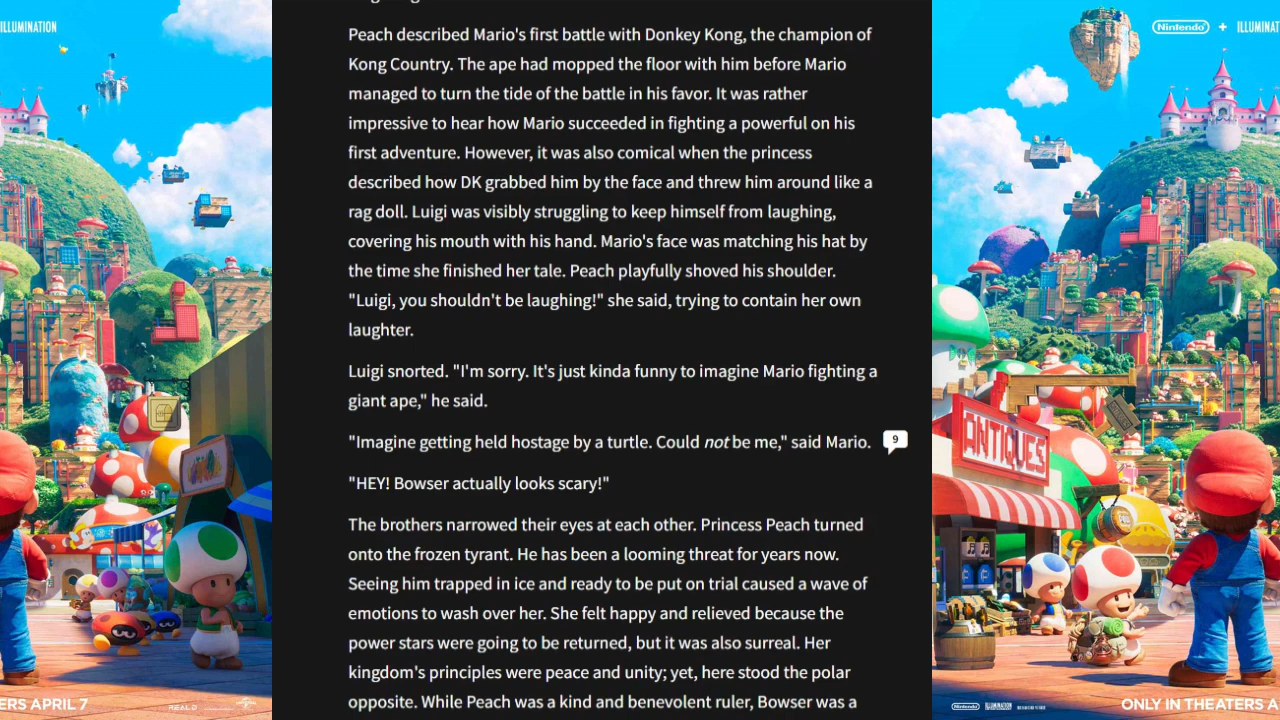 ILLUMINATION
Peach described Mario's first battle with Donkey Kong, the champion of
Kong Country. The ape had mopped the floor with him before Mario
managed to turn the tide of the battle in his favor. It was rather
impressive to hear how Mario succeeded in fighting a powerful on his
first adventure. However, it was also comical when the princess
described how DK grabbed him by the face and threw him around like a
rag doll. Luigi was visibly struggling to keep himself from laughing,
covering his mouth with his hand. Mario's face was matching his hat by
the time she finished her tale. Peach playfully shoved his shoulder.
"Luigi, you shouldn't be laughing!" she said, trying to contain her own
laughter.
Luigi snorted. "I'm sorry. It's just kinda funny to imagine Mario fighting a
giant ape," he said.
"Imagine getting held hostage by a turtle. Could not be me," said Mario.
9
"HEY! Bowser actually looks scary!"
The brothers narrowed their eyes at each other. Princess Peach turned
onto the frozen tyrant. He has been a looming threat for years now.
Seeing him trapped in ice and ready to be put on trial caused a wave of
emotions to wash over her. She felt happy and relieved because the
power stars were going to be returned, but it was also surreal. Her
kingdom's principles were peace and unity; yet, here stood the polar
opposite. While Peach was a kind and benevolent ruler, Bowser was a
ERS APRIL 7
REAL D
Nintendo + ILLUMINAT
ANTIQUES
Nintendo ILLUMINATION
ONLY IN THEATERS A